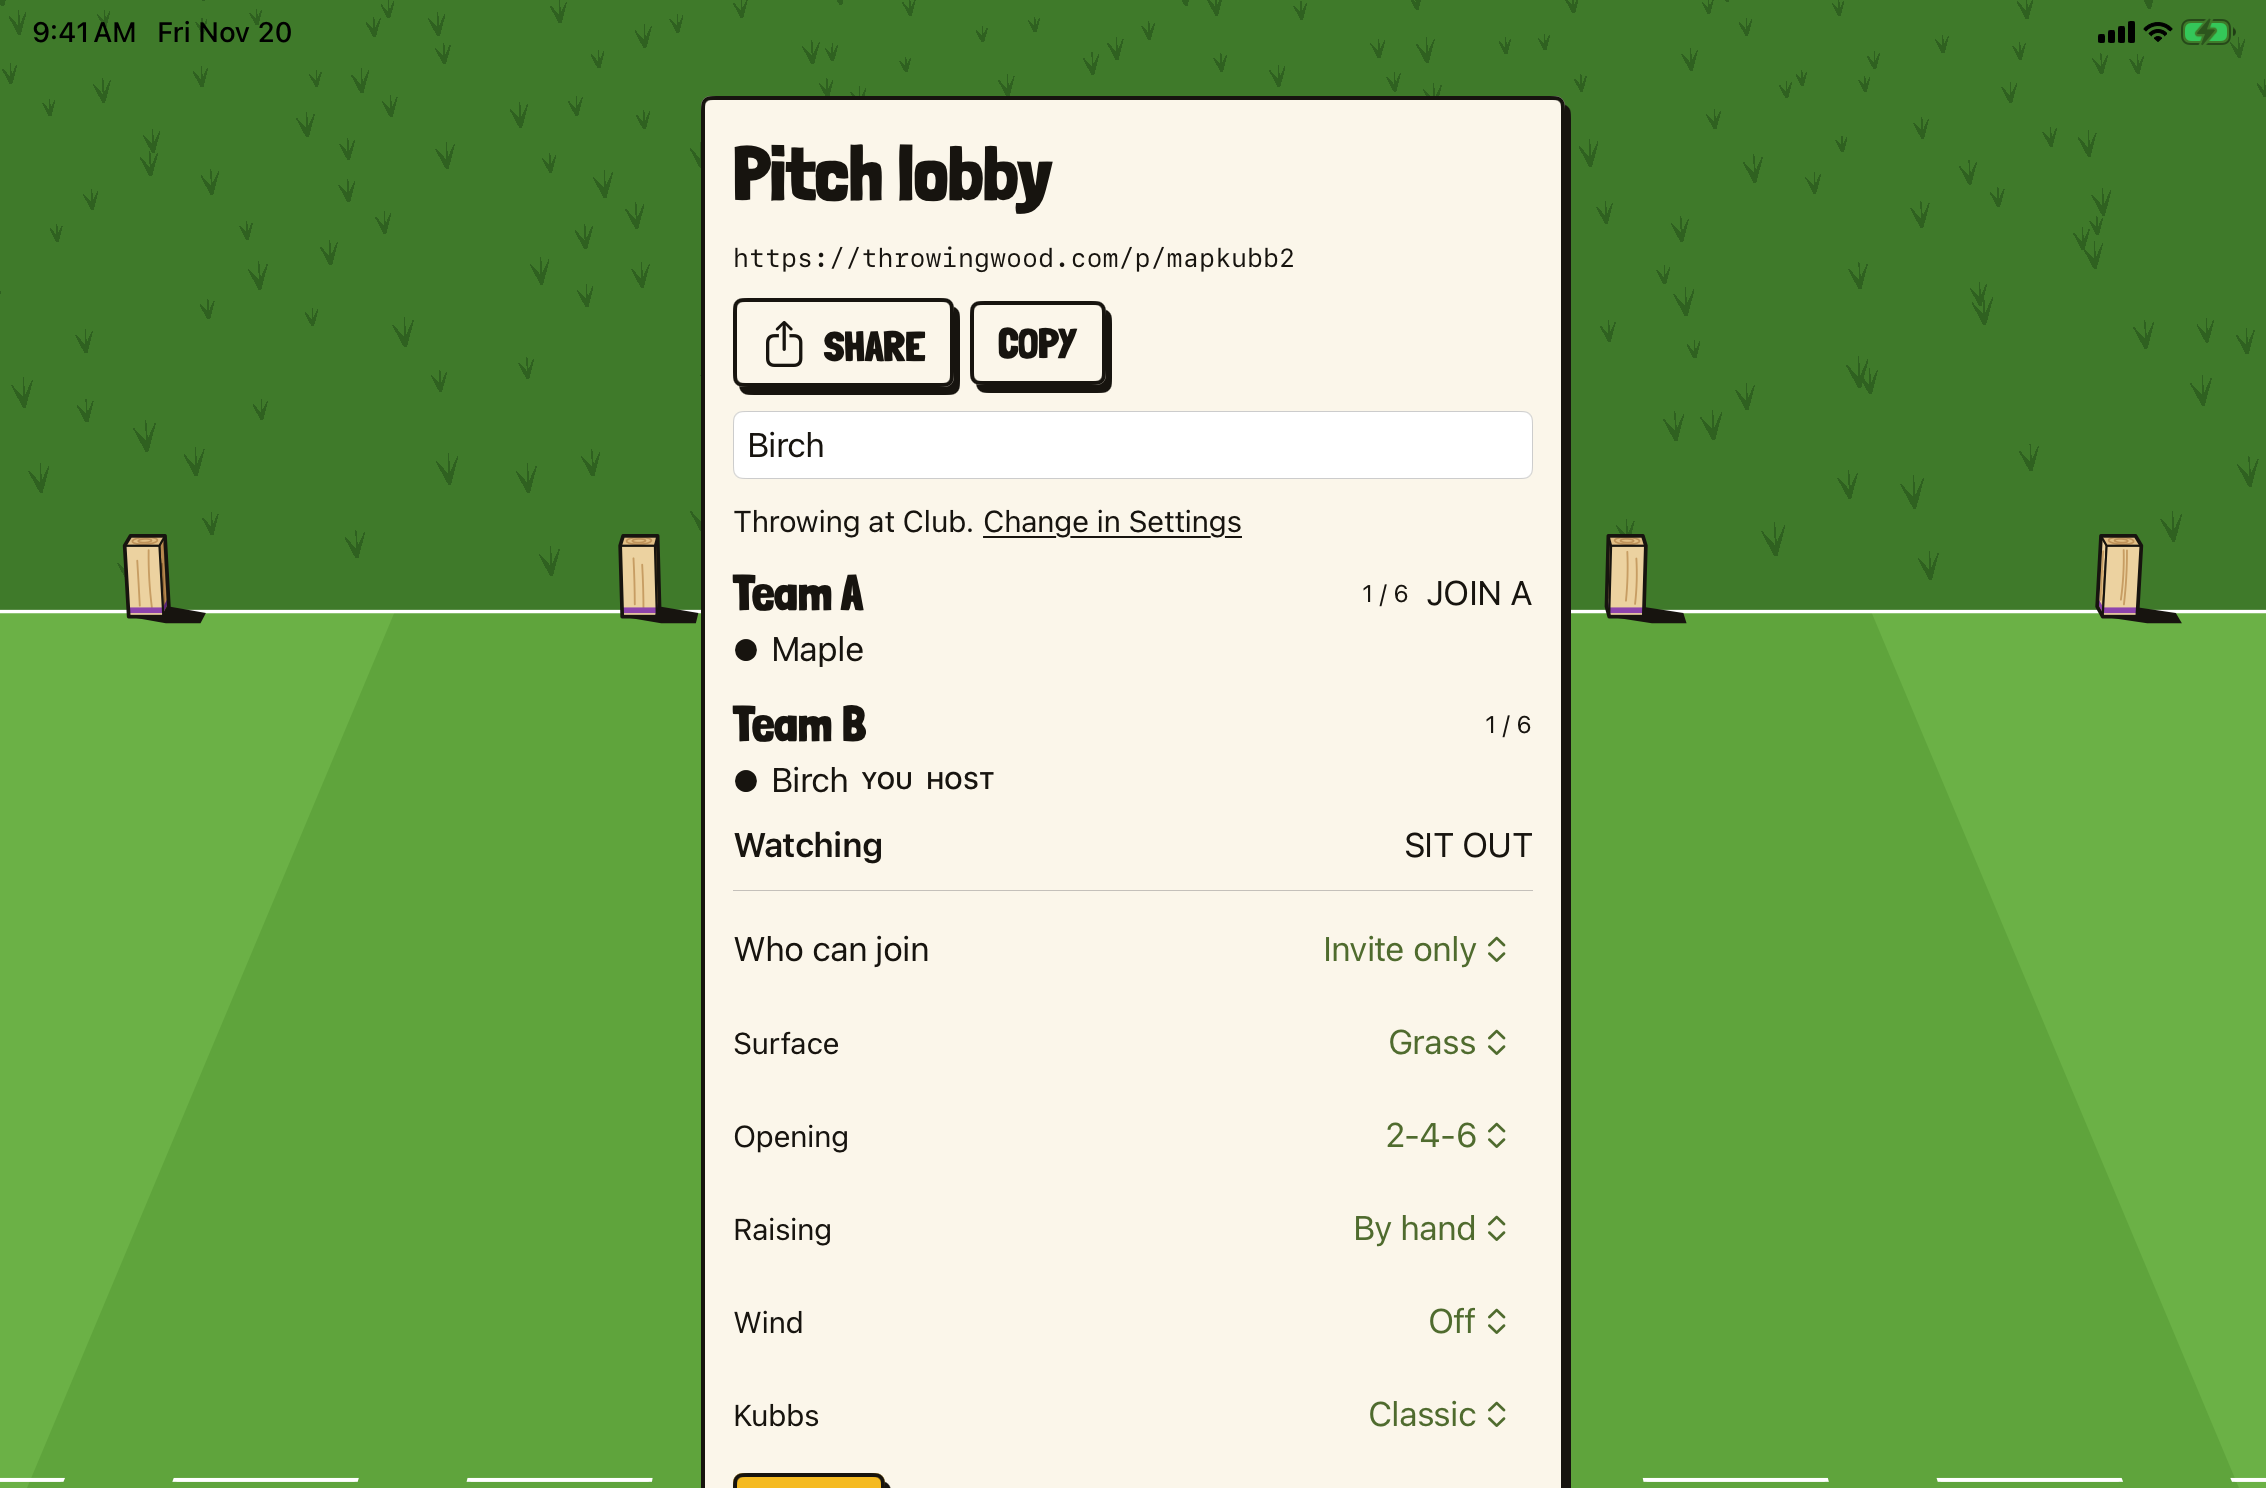 9:41 AM Fri Nov 20
Pitch lobby
https://throwingwood.com/p/mapkubb2
SHARE COPY
Birch
Throwing at Club. Change in Settings
Team A 1 / 6 JOIN A
Maple
Team B 1 / 6
Birch YOU HOST
Watching SIT OUT
Who can join Invite only
Surface Grass
Opening 2-4-6
Raising By hand
Wind Off
Kubbs Classic